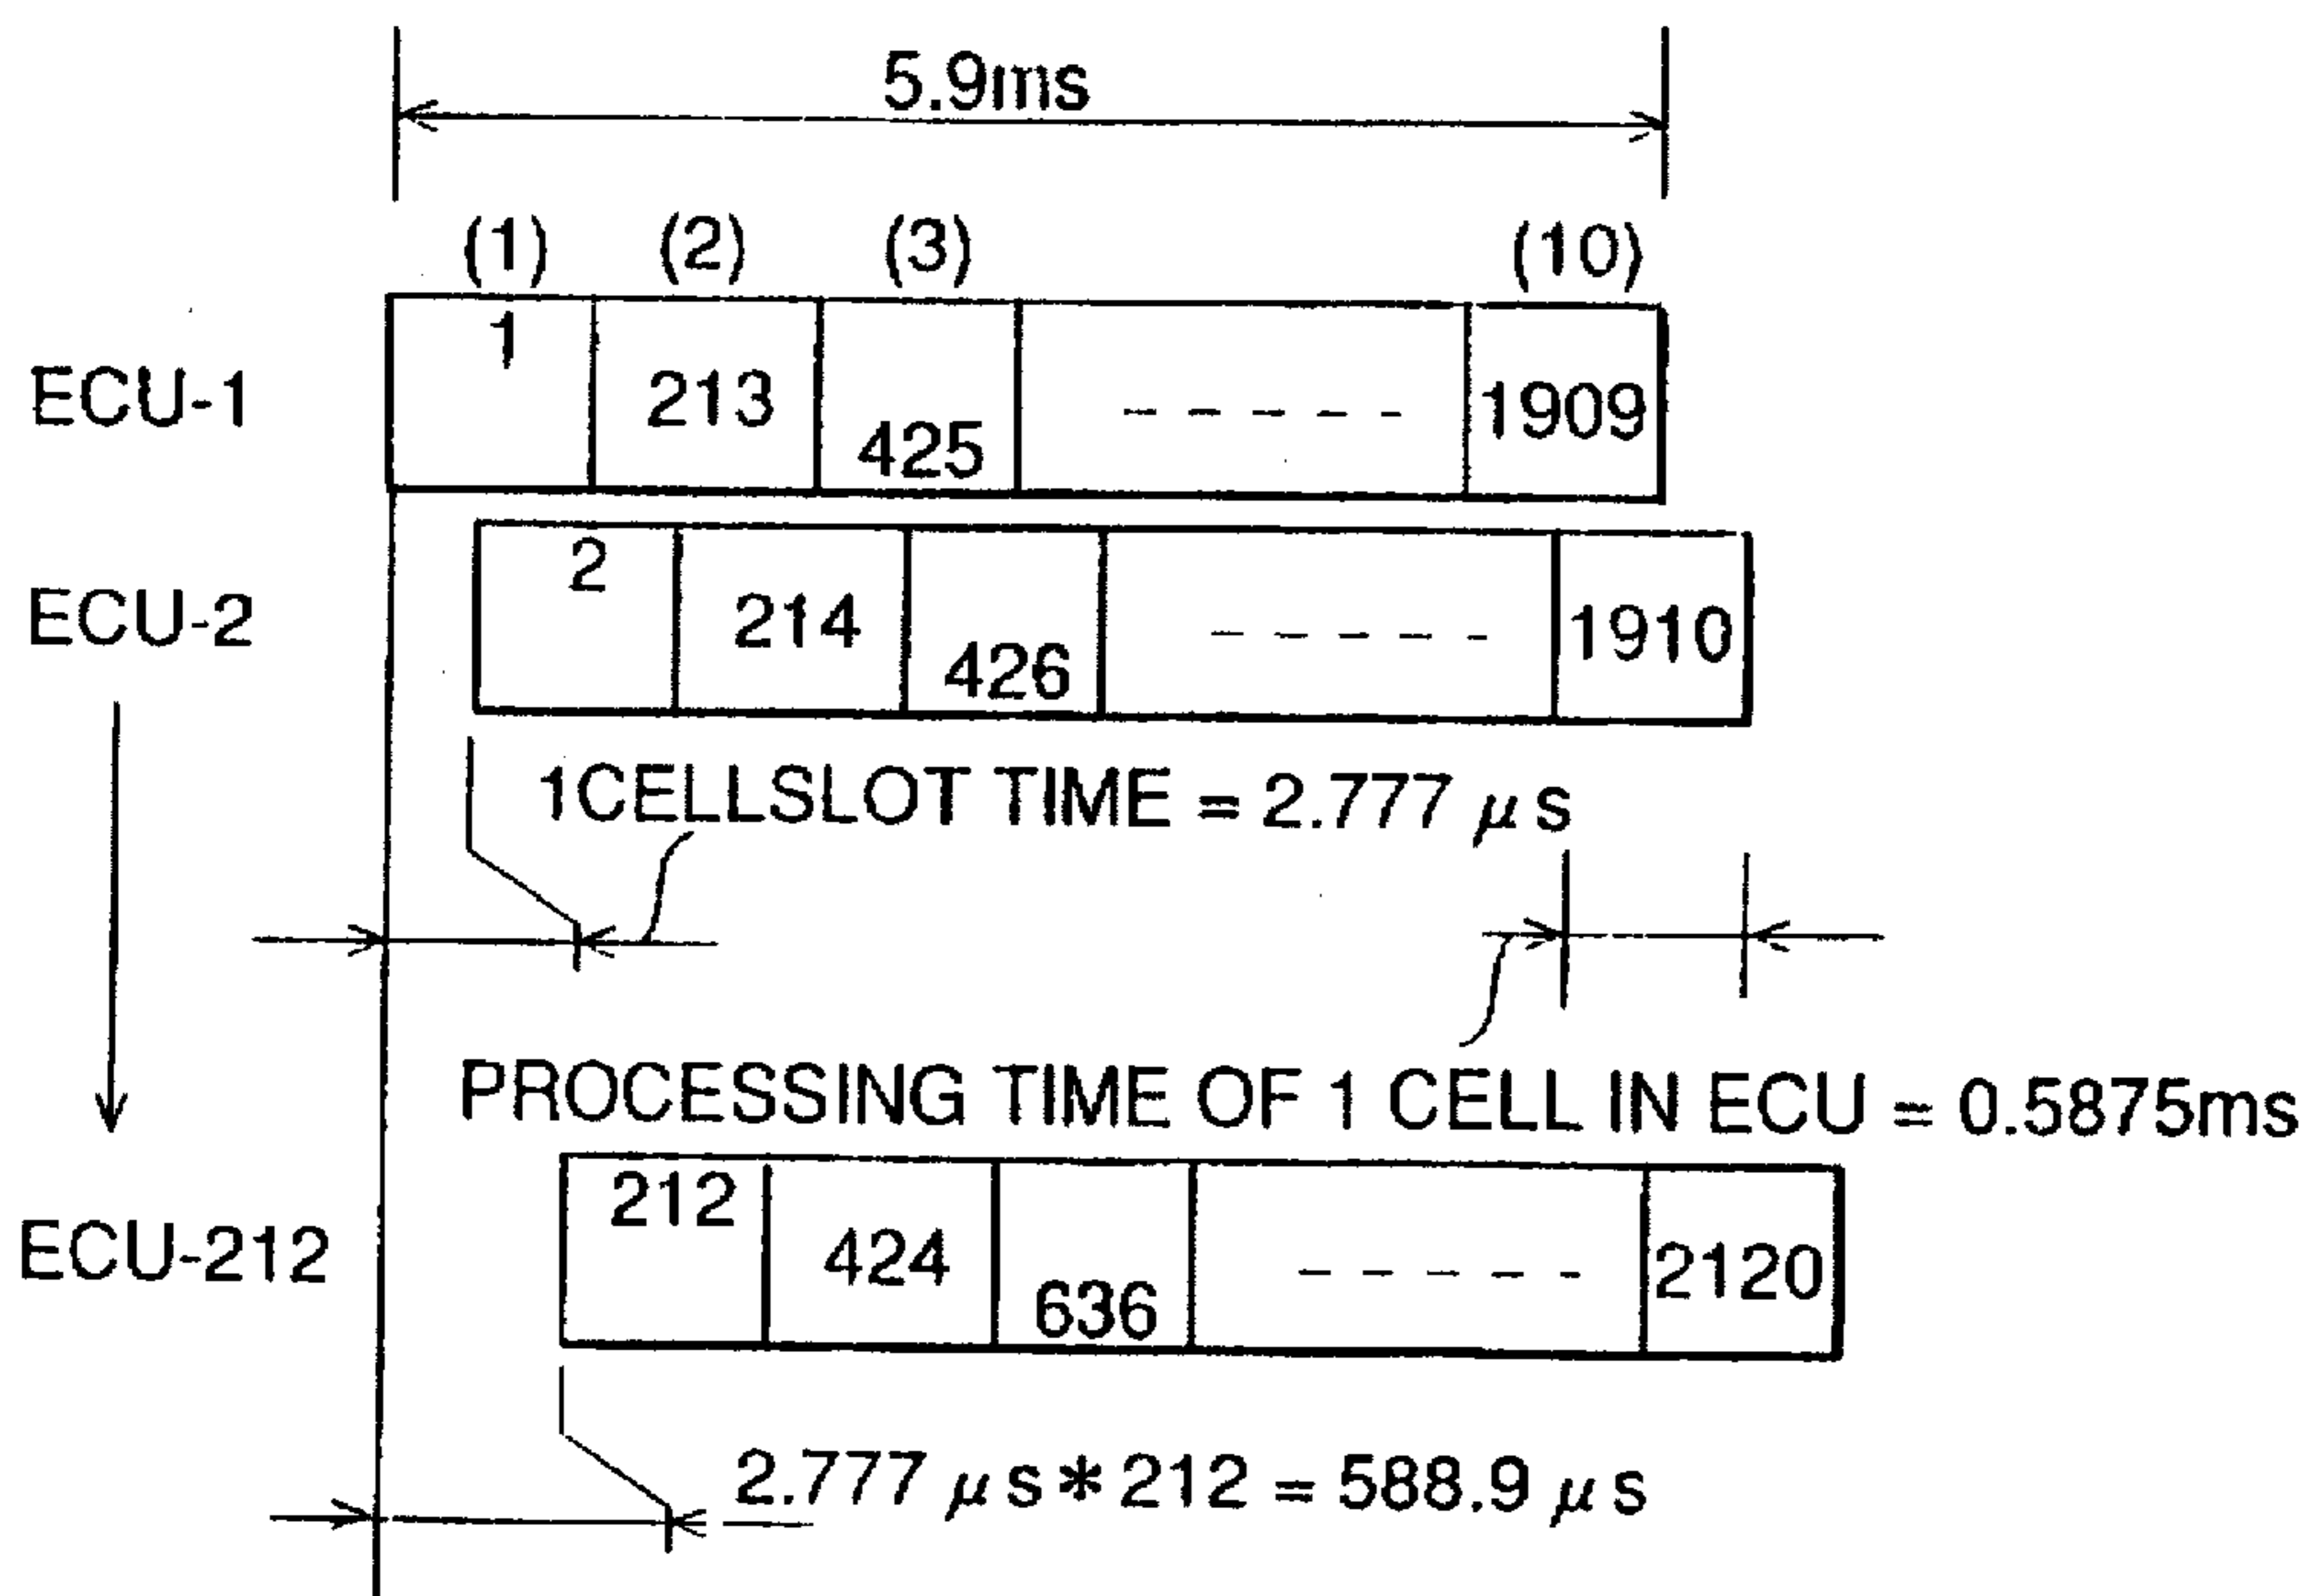 5.9ms
(1) (2) (3) (10)
ECU-1 1 213 425 ----- 1909
ECU-2 2 214 426 ----- 1910
1CELLSLOT TIME = 2.777 μs
PROCESSING TIME OF 1 CELL IN ECU = 0.5875ms
ECU-212 212 424 636 ----- 2120
2.777 μs*212 = 588.9 μs